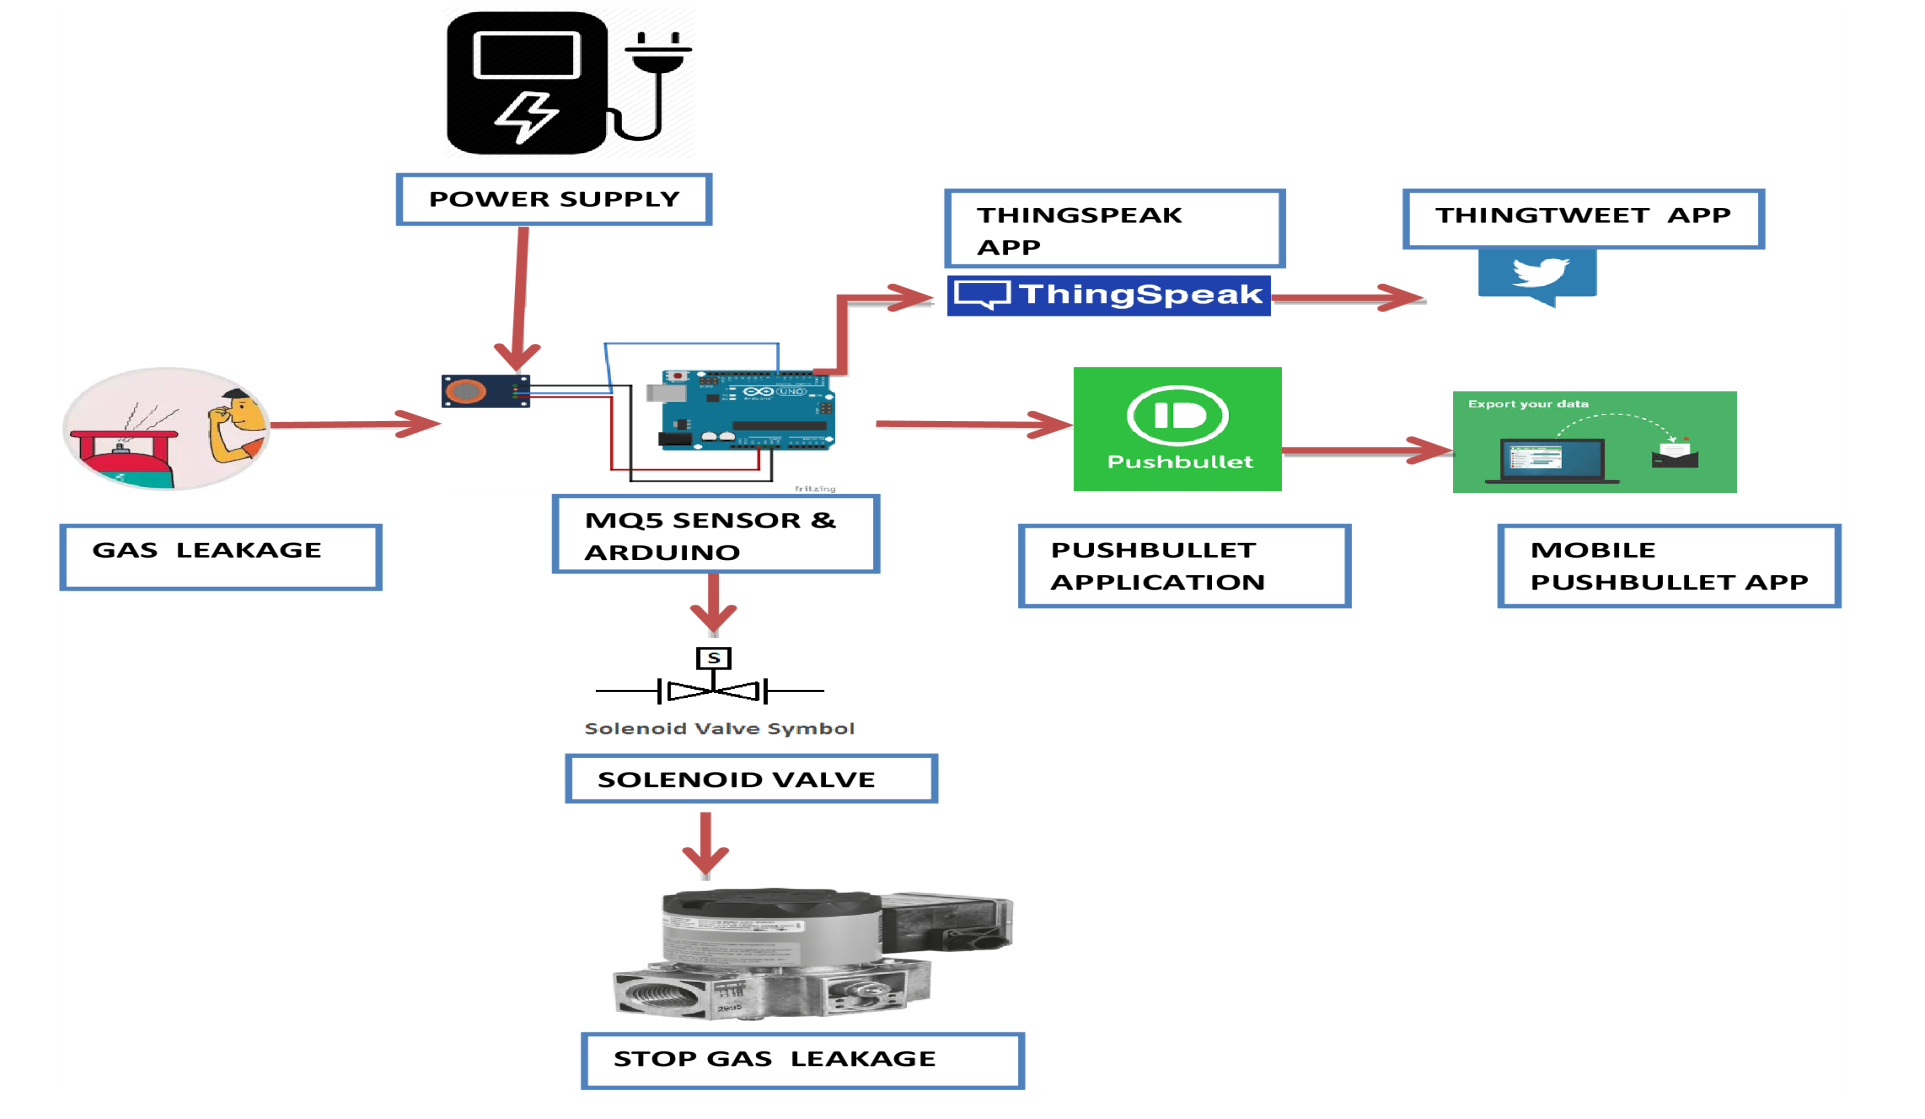 POWER SUPPLY
THINGSPEAK
APP
THINGTWEET APP
ThingSpeak
UNO
Export your data
Pushbullet
fritzing
GAS LEAKAGE
MQ5 SENSOR &
ARDUINO
PUSHBULLET
APPLICATION
MOBILE
PUSHBULLET APP
S
Solenoid Valve Symbol
SOLENOID VALVE
STOP GAS LEAKAGE